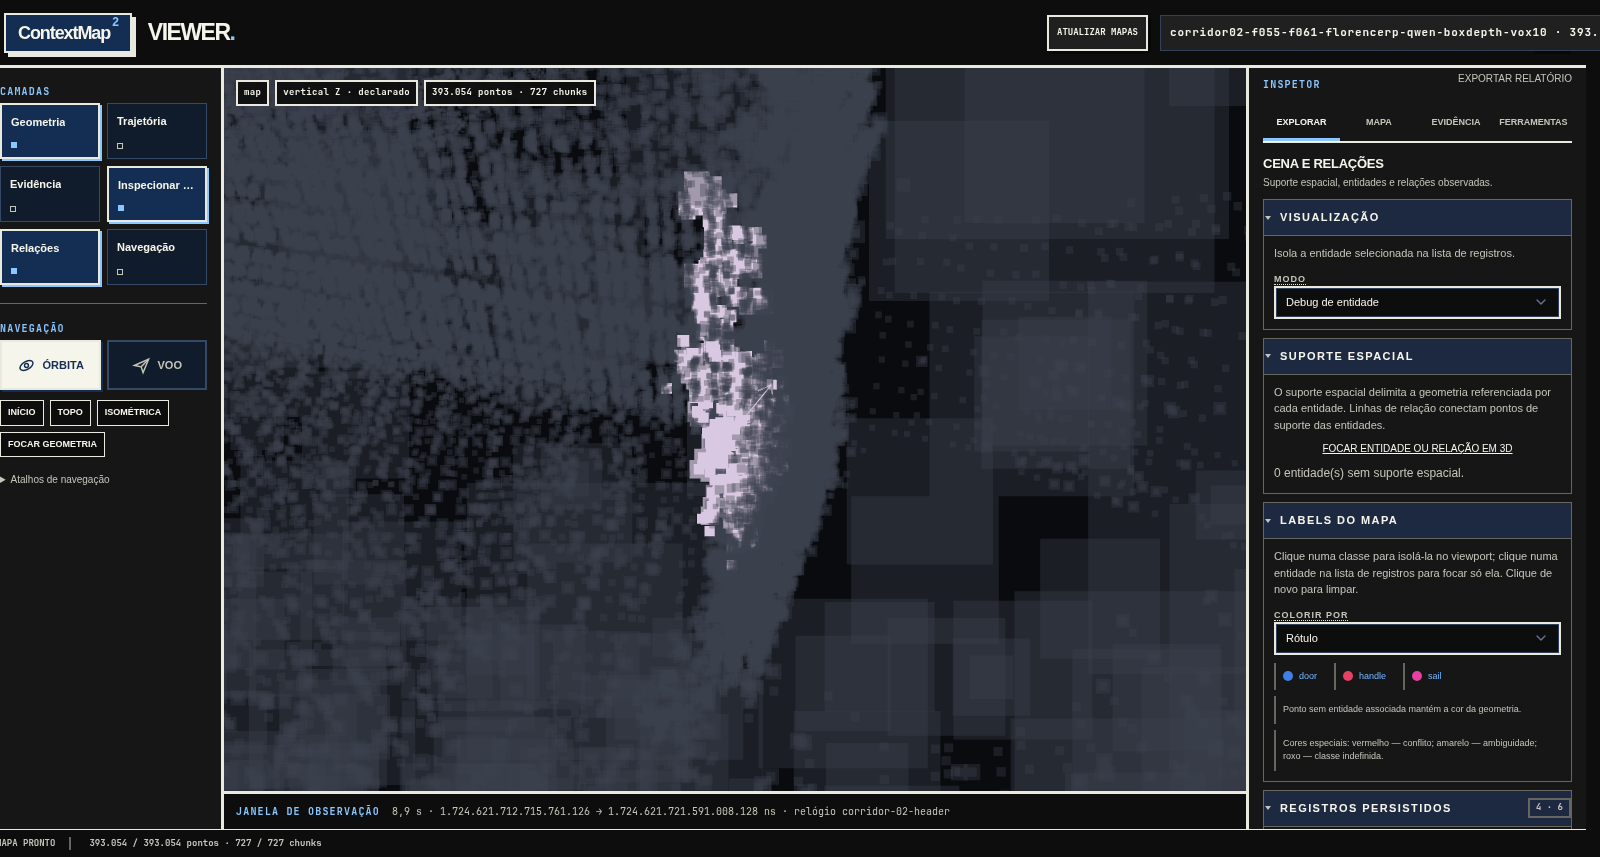 ContextMap 2 VIEWER.
ATUALIZAR MAPAS
corridor02-f055-f061-florencerp-qwen-boxdepth-vox10 · 393.
CAMADAS
Geometria
Trajetória
Evidência
Inspecionar ...
Relações
Navegação
NAVEGAÇÃO
ÓRBITA
VOO
INÍCIO
TOPO
ISOMÉTRICA
FOCAR GEOMETRIA
Atalhos de navegação
map
vertical Z · declarado
393.054 pontos · 727 chunks
JANELA DE OBSERVAÇÃO 8,9 s · 1.724.621.712.715.761.126 → 1.724.621.721.591.008.128 ns · relógio corridor-02-header
INSPETOR
EXPORTAR RELATÓRIO
EXPLORAR
MAPA
EVIDÊNCIA
FERRAMENTAS
CENA E RELAÇÕES
Suporte espacial, entidades e relações observadas.
VISUALIZAÇÃO
Isola a entidade selecionada na lista de registros.
MODO
Debug de entidade
SUPORTE ESPACIAL
O suporte espacial delimita a geometria referenciada por
cada entidade. Linhas de relação conectam pontos de
suporte das entidades.
FOCAR ENTIDADE OU RELAÇÃO EM 3D
0 entidade(s) sem suporte espacial.
LABELS DO MAPA
Clique numa classe para isolá-la no viewport; clique numa
entidade na lista de registros para focar só ela. Clique de
novo para limpar.
COLORIR POR
Rótulo
door
handle
sail
Ponto sem entidade associada mantém a cor da geometria.
Cores especiais: vermelho — conflito; amarelo — ambiguidade;
roxo — classe indefinida.
REGISTROS PERSISTIDOS
4 · 6
APA PRONTO
393.054 / 393.054 pontos · 727 / 727 chunks